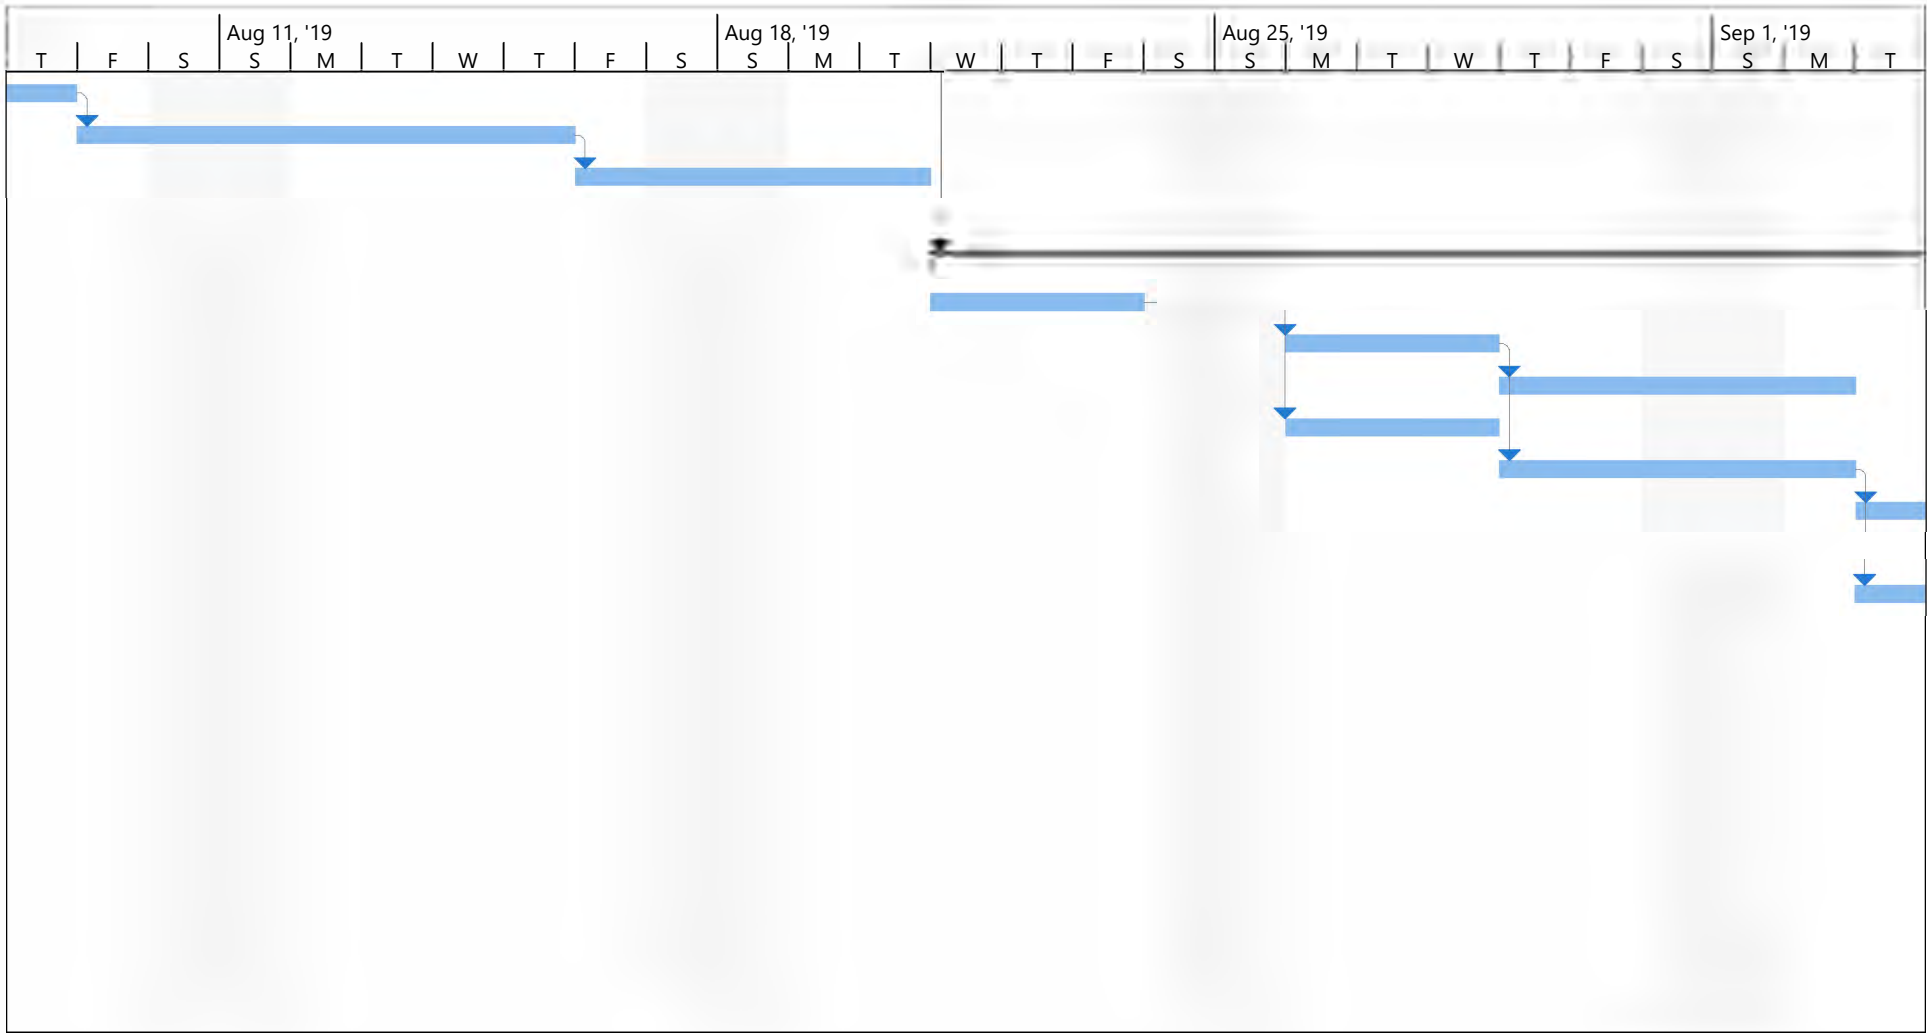 Aug 11, '19 Aug 18, '19 Aug 25, '19 Sep 1, '19
T F S S M T W T F S S M T W T F S S M T W T F S S M T